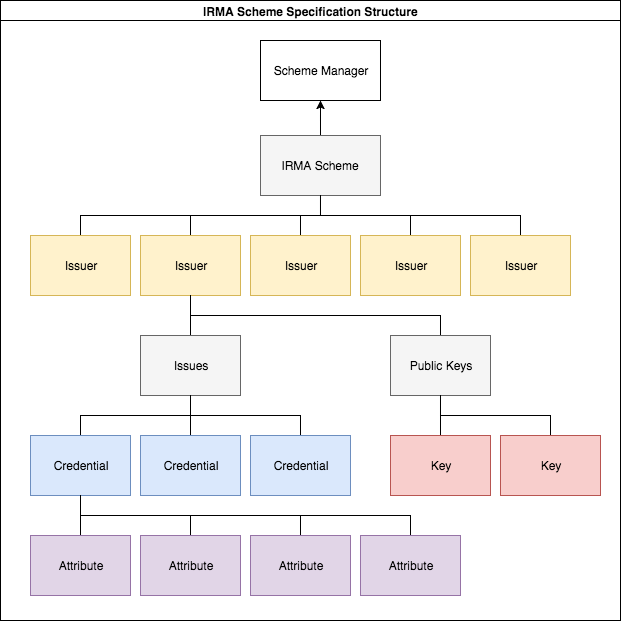 IRMA Scheme Specification Structure
Scheme Manager
IRMA Scheme
Issuer
Issuer
Issuer
Issuer
Issuer
Issues
Public Keys
Credential
Credential
Credential
Key
Key
Attribute
Attribute
Attribute
Attribute